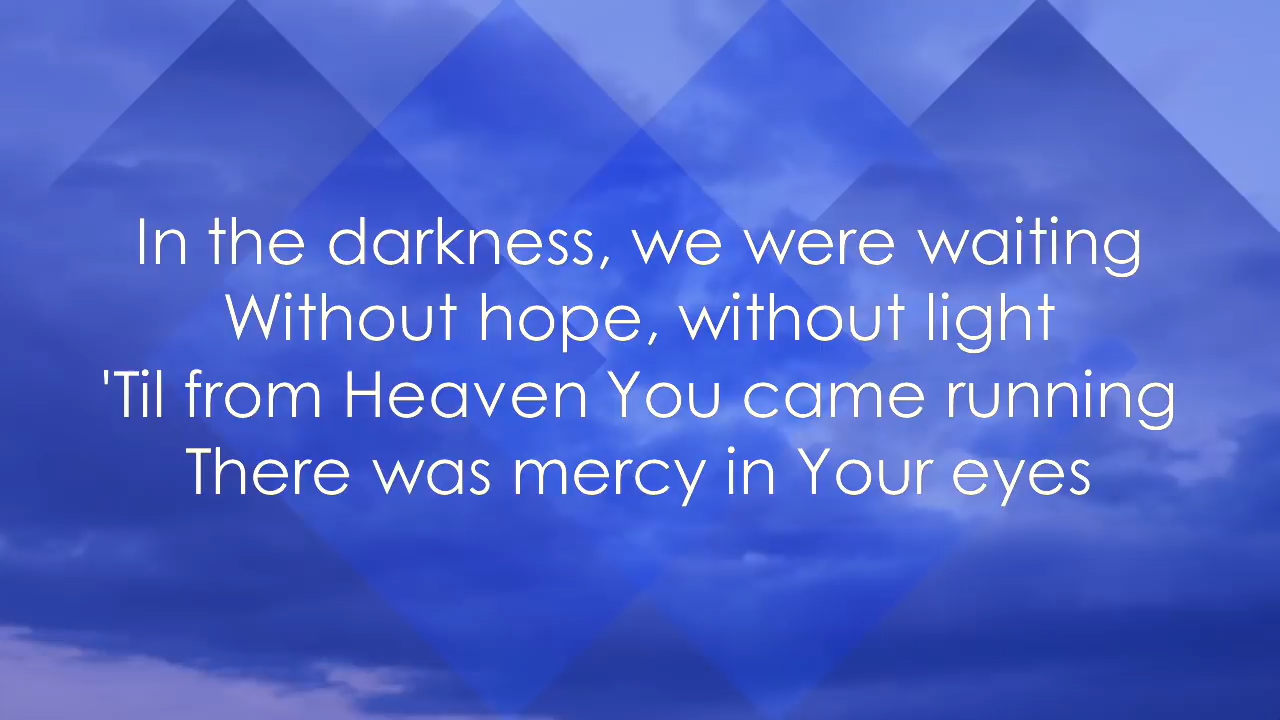 In the darkness, we were waiting
Without hope, without light
'Til from Heaven You came running
There was mercy in Your eyes